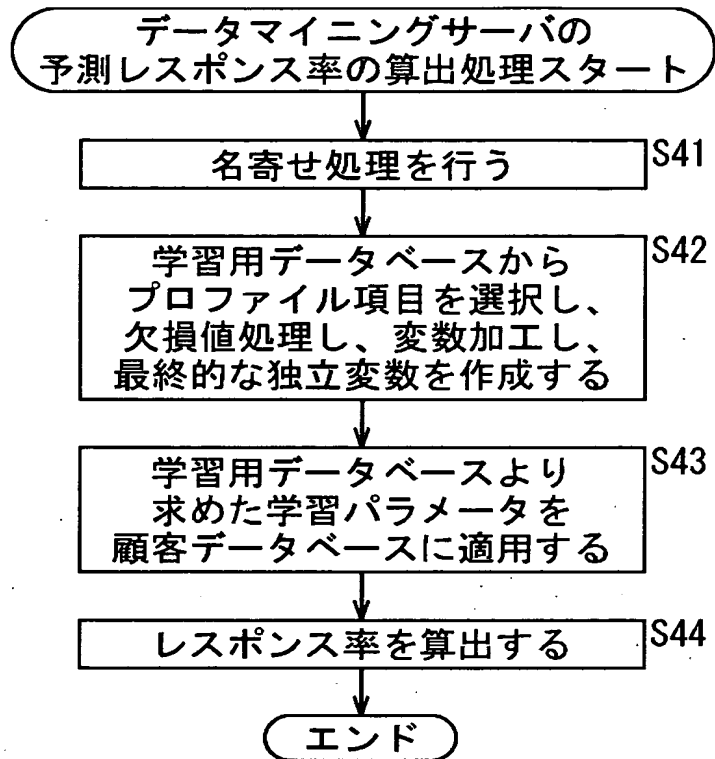 データマイニングサーバの
予測レスポンス率の算出処理スタート
名寄せ処理を行う
S41
学習用データベースから
プロファイル項目を選択し、
欠損値処理し、変数加工し、
最終的な独立変数を作成する
S42
学習用データベースより
求めた学習パラメータを
顧客データベースに適用する
S43
レスポンス率を算出する
S44
エンド